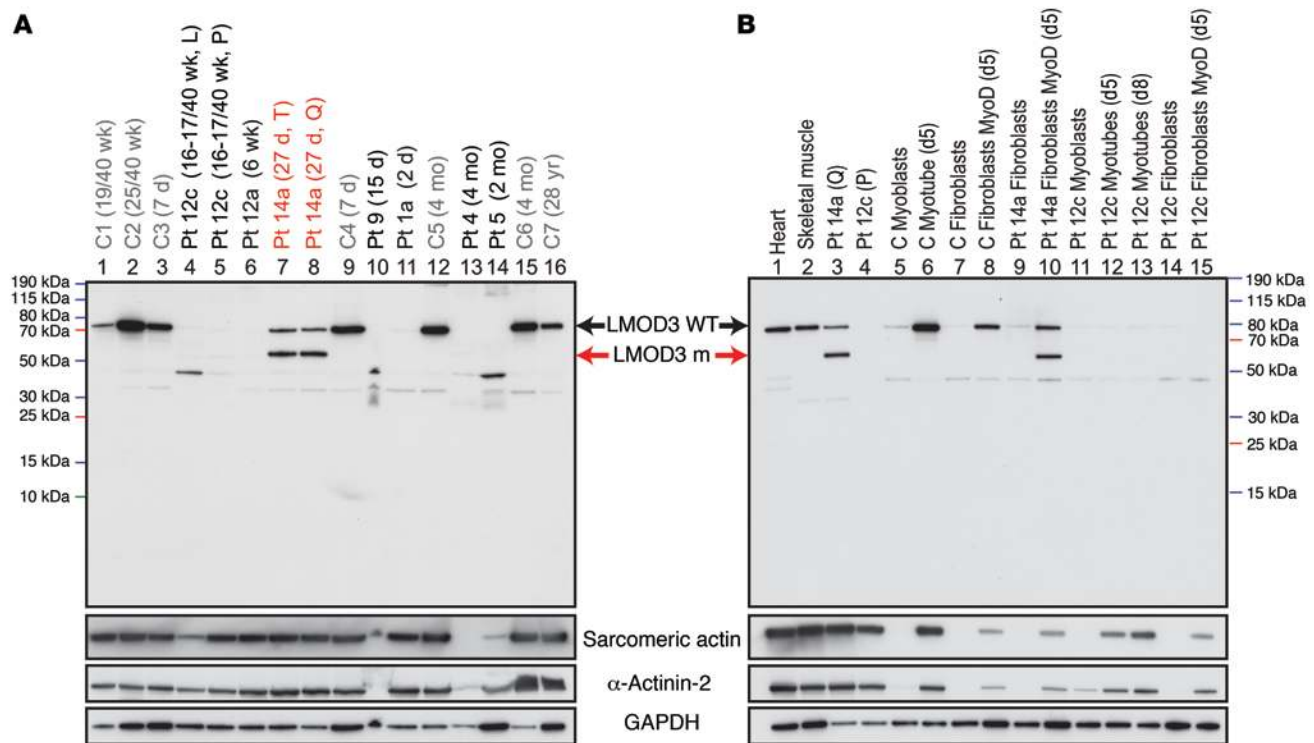 A
C1 (19/40 wk)
C2 (25/40 wk)
C3 (7 d)
Pt 12c (16-17/40 wk, L)
Pt 12c (16-17/40 wk, P)
Pt 12a (6 wk)
Pt 14a (27 d, T)
Pt 14a (27 d, Q)
C4 (7 d)
Pt 9 (15 d)
Pt 1a (2 d)
C5 (4 mo)
Pt 4 (4 mo)
Pt 5 (2 mo)
C6 (4 mo)
C7 (28 yr)
1 2 3 4 5 6 7 8 9 10 11 12 13 14 15 16
190 kDa
115 kDa
80 kDa
70 kDa
50 kDa
30 kDa
25 kDa
15 kDa
10 kDa
LMOD3 WT
LMOD3 m
Sarcomeric actin
α-Actinin-2
GAPDH
B
Heart
Skeletal muscle
Pt 14a (Q)
Pt 12c (P)
C Myoblasts
C Myotube (d5)
C Fibroblasts
C Fibroblasts MyoD (d5)
Pt 14a Fibroblasts
Pt 14a Fibroblasts MyoD (d5)
Pt 12c Myoblasts
Pt 12c Myotubes (d5)
Pt 12c Myotubes (d8)
Pt 12c Fibroblasts
Pt 12c Fibroblasts MyoD (d5)
1 2 3 4 5 6 7 8 9 10 11 12 13 14 15
190 kDa
115 kDa
80 kDa
70 kDa
50 kDa
30 kDa
25 kDa
15 kDa